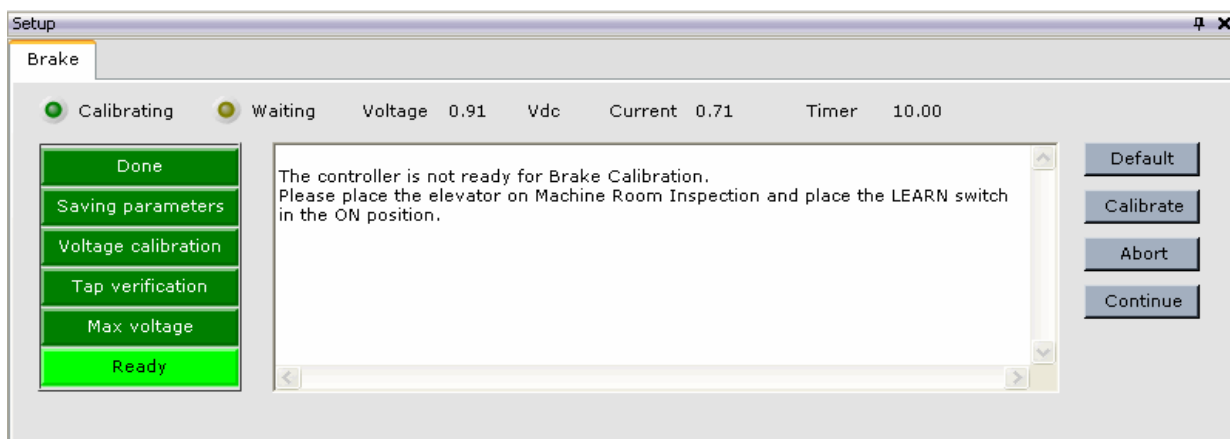 Setup
Brake
Calibrating Waiting Voltage 0.91 Vdc Current 0.71 Timer 10.00
Done
Saving parameters
Voltage calibration
Tap verification
Max voltage
Ready
The controller is not ready for Brake Calibration.
Please place the elevator on Machine Room Inspection and place the LEARN switch
in the ON position.
Default
Calibrate
Abort
Continue